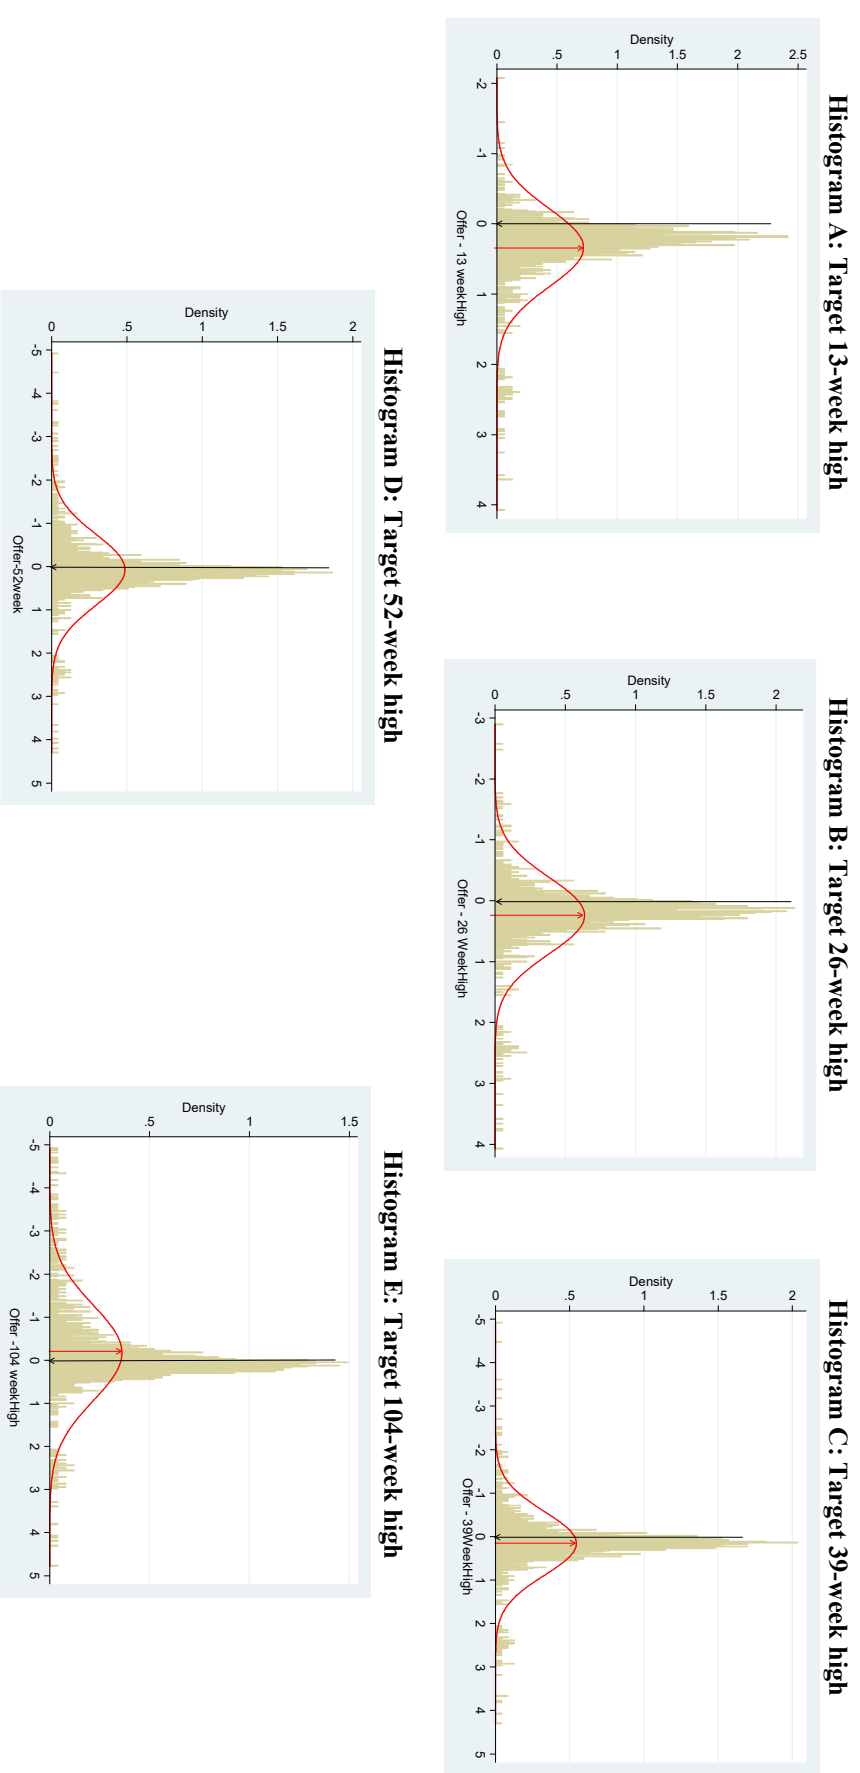 Histogram A: Target 13-week high
Density
0 .5 1 1.5 2 2.5
-2 -1 0 1 2 3 4
Offer - 13 weekHigh
Histogram B: Target 26-week high
Density
0 .5 1 1.5 2
-3 -2 -1 0 1 2 3 4
Offer - 26 WeekHigh
Histogram C: Target 39-week high
Density
0 .5 1 1.5 2
-5 -4 -3 -2 -1 0 1 2 3 4 5
Offer - 39WeekHigh
Histogram D: Target 52-week high
Density
0 .5 1 1.5 2
-5 -4 -3 -2 -1 0 1 2 3 4 5
Offer-52week
Histogram E: Target 104-week high
Density
0 .5 1 1.5
-5 -4 -3 -2 -1 0 1 2 3 4 5
Offer -104 weekHigh